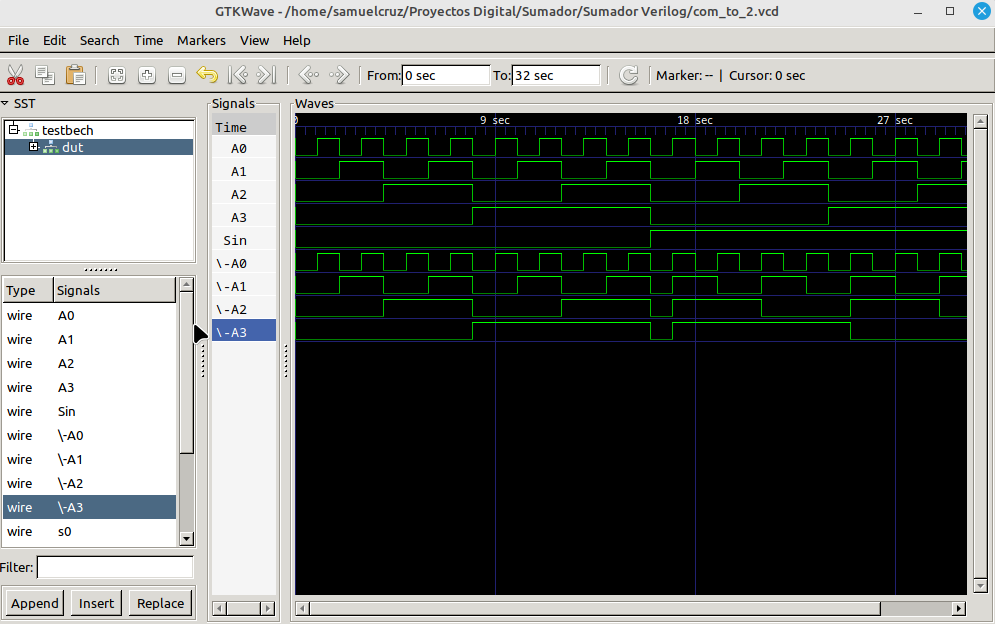 GTKWave - /home/samuelcruz/Proyectos Digital/Sumador/Sumador Verilog/com_to_2.vcd
File Edit Search Time Markers View Help
From: 0 sec To: 32 sec Marker: -- | Cursor: 0 sec
SST
testbech
dut
Type Signals
wire A0
wire A1
wire A2
wire A3
wire Sin
wire \-A0
wire \-A1
wire \-A2
wire \-A3
wire s0
Filter:
Append Insert Replace
Signals
Time
A0
A1
A2
A3
Sin
\-A0
\-A1
\-A2
\-A3
Waves
0 9 sec 18 sec 27 sec